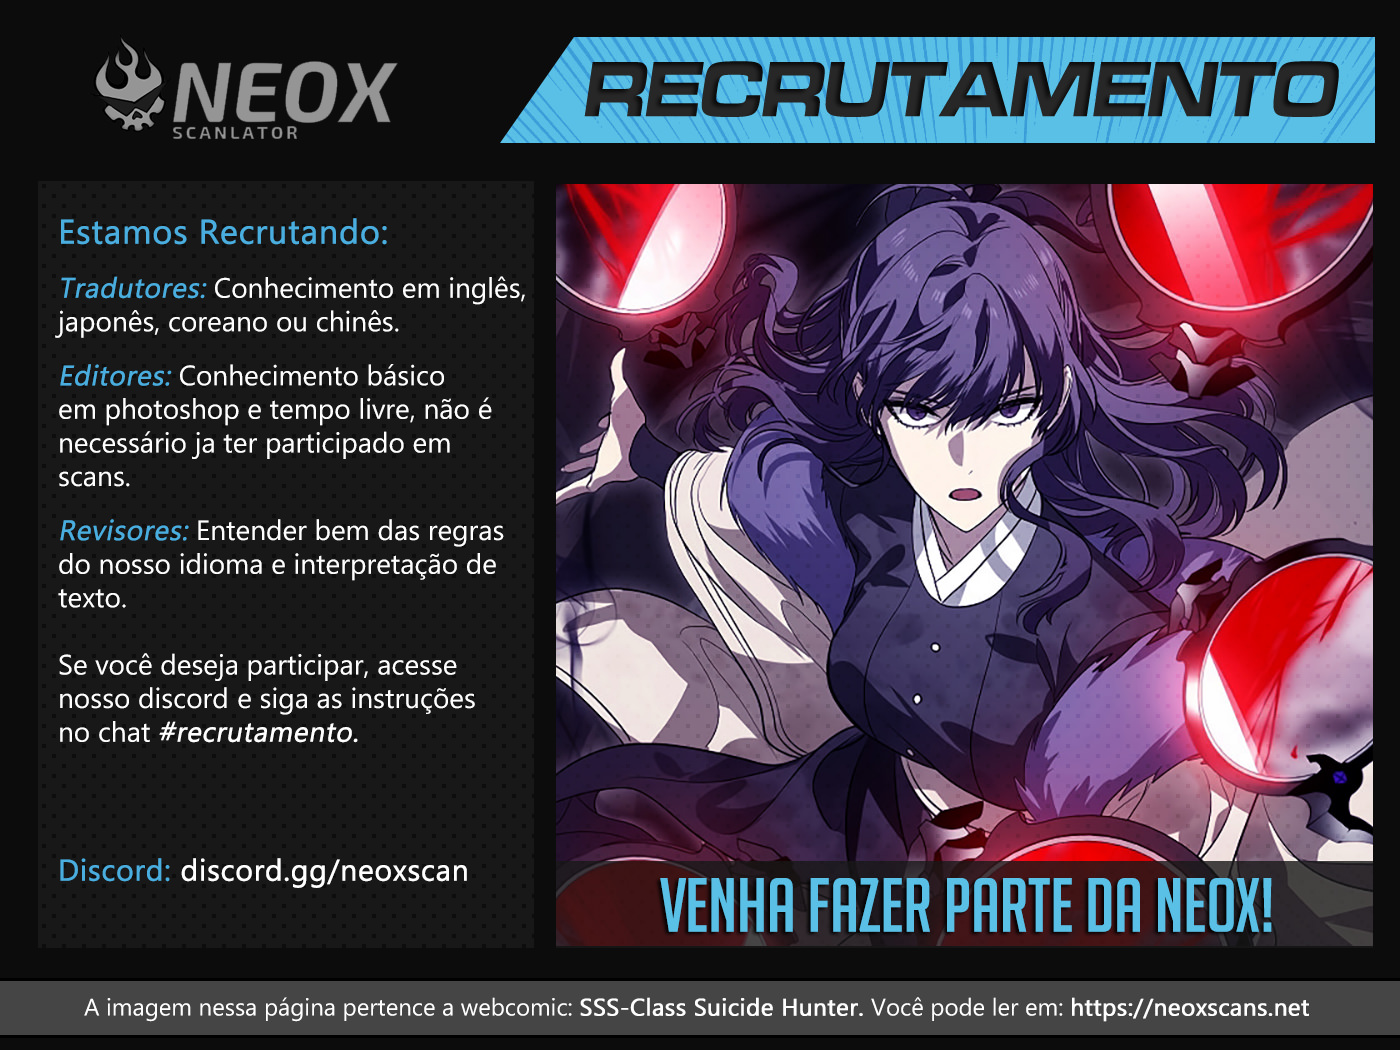 NEOX
SCANLATOR
RECRUTAMENTO
Estamos Recrutando:
Tradutores: Conhecimento em inglês,
japonês, coreano ou chinês.
Editores: Conhecimento básico
em photoshop e tempo livre, não é
necessário ja ter participado em
scans.
Revisores: Entender bem das regras
do nosso idioma e interpretação de
texto.
Se você deseja participar, acesse
nosso discord e siga as instruções
no chat #recrutamento.
Discord: discord.gg/neoxscan
VENHA FAZER PARTE DA NEOX!
A imagem nessa página pertence a webcomic: SSS-Class Suicide Hunter. Você pode ler em: https://neoxscans.net